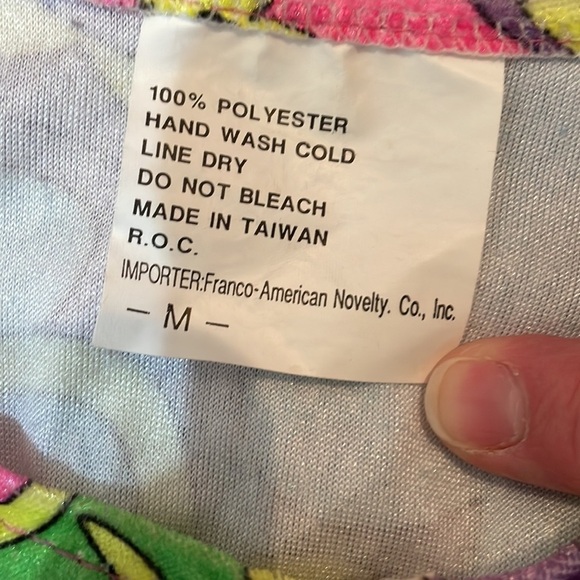 100% POLYESTER
HAND WASH COLD
LINE DRY
DO NOT BLEACH
MADE IN TAIWAN
R.O.C.
IMPORTER:Franco-American Novelty. Co., Inc.
— M —